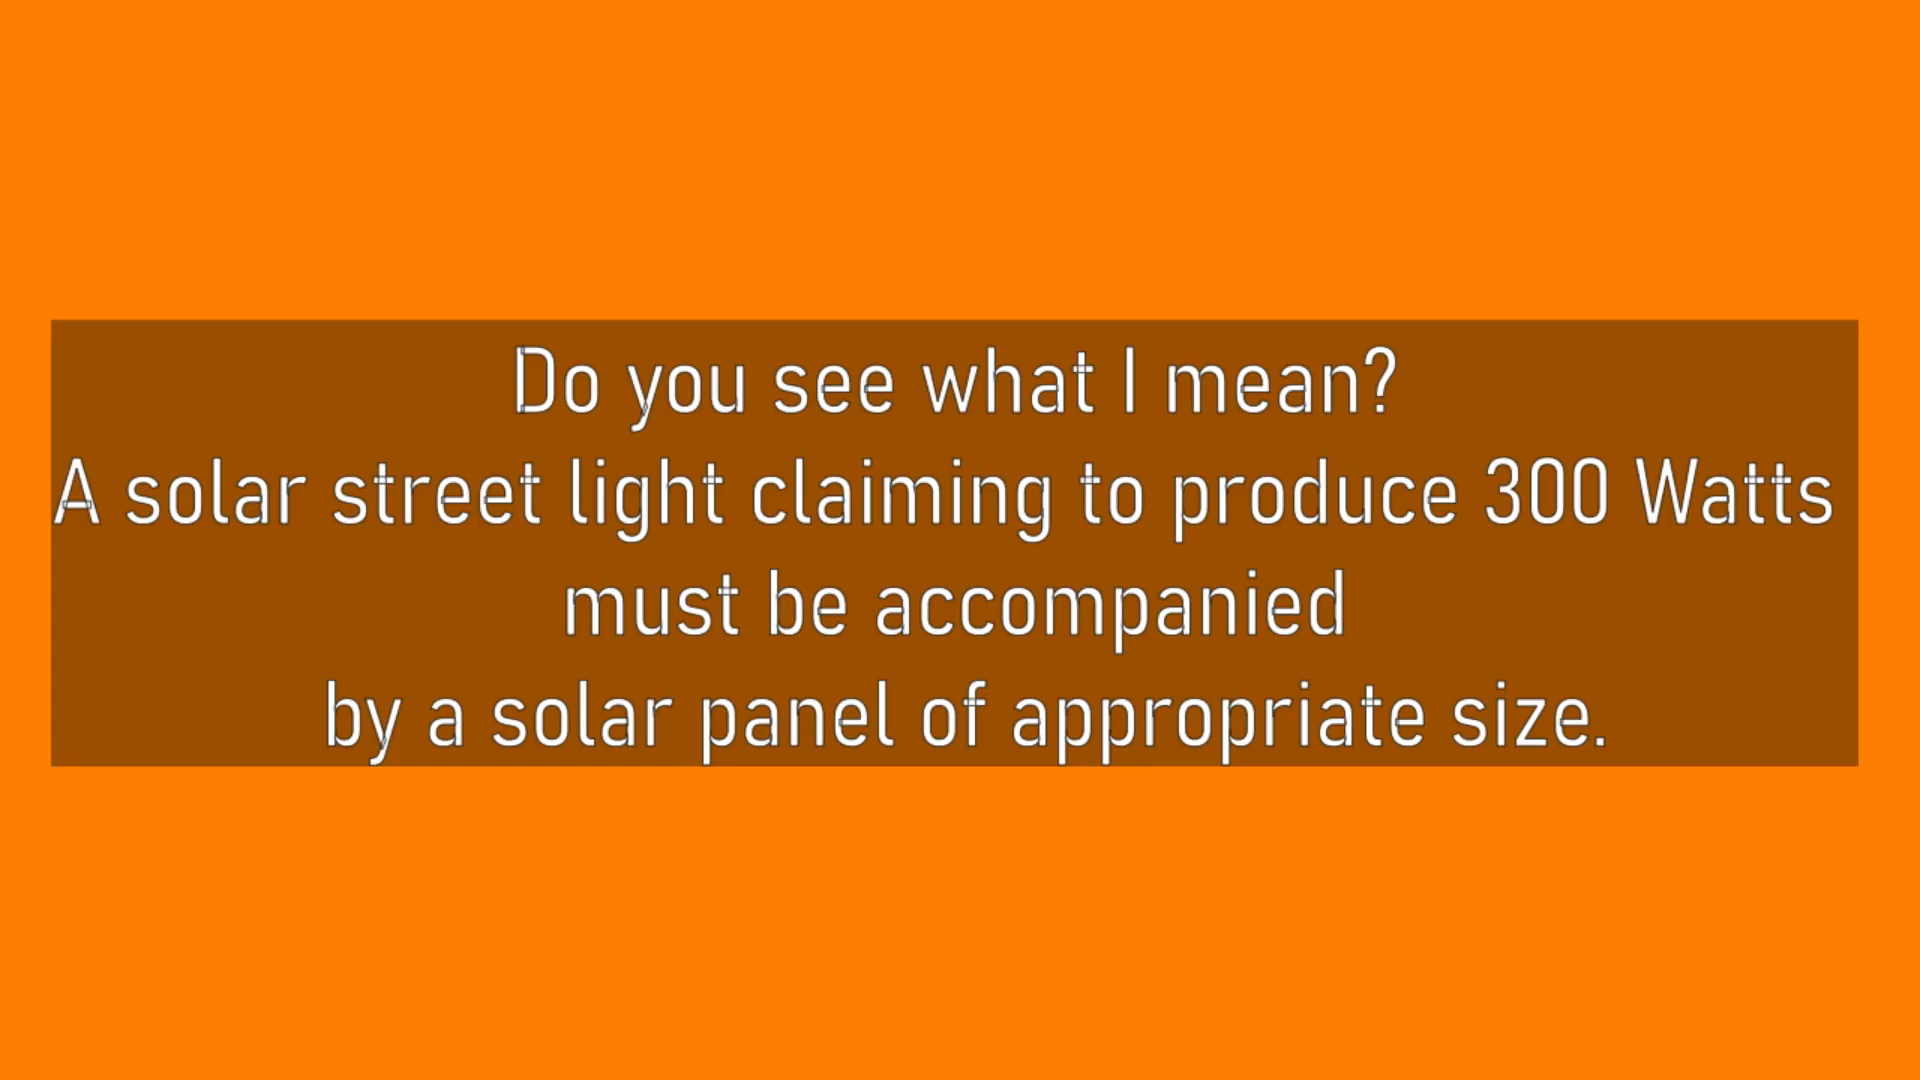 Do you see what I mean?
A solar street light claiming to produce 300 Watts
must be accompanied
by a solar panel of appropriate size.